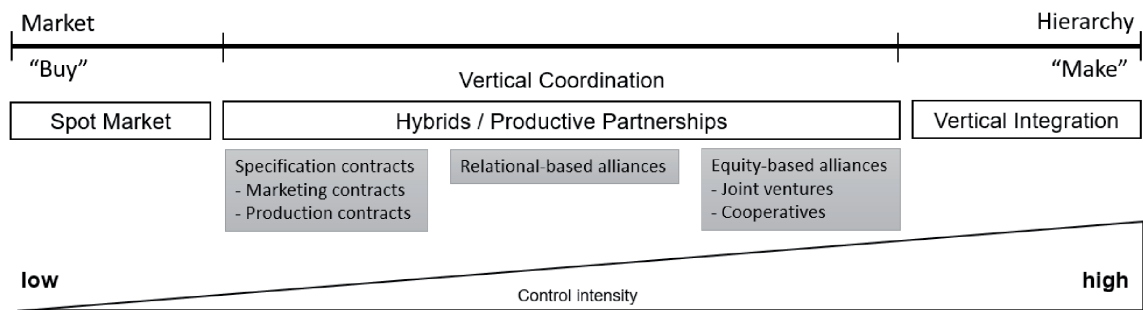 Market
Hierarchy
“Buy”
“Make”
Vertical Coordination
Spot Market
Hybrids / Productive Partnerships
Vertical Integration
Specification contracts
- Marketing contracts
- Production contracts
Relational-based alliances
Equity-based alliances
- Joint ventures
- Cooperatives
low
high
Control intensity